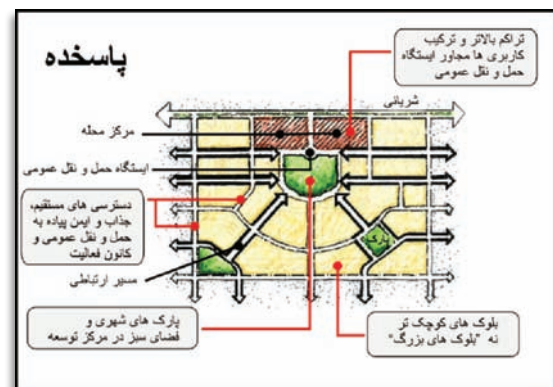 پاسخده
تراکم بالاتر و ترکیب
کاربری ها مجاور ایستگاه
حمل و نقل عمومی
شریانی
مرکز محله
ایستگاه حمل و نقل عمومی
دسترسی های مستقیم،
جذاب و ایمن پیاده به
حمل و نقل عمومی و
کانون فعالیت
مسیر ارتباطی
پارک
پارک های شهری و
فضای سبز در مرکز توسعه
بلوک های کوچک تر
نه "بلوک های بزرگ"